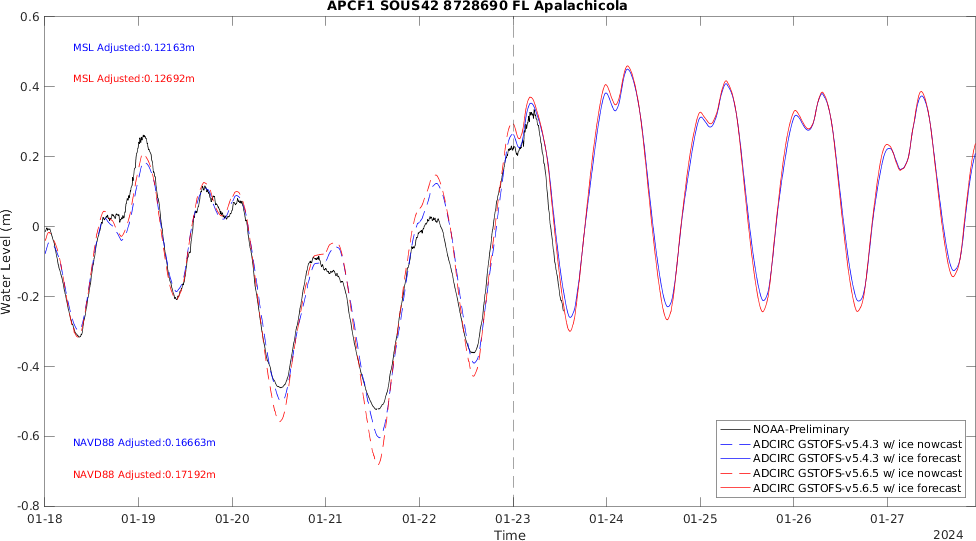 APCF1 SOUS42 8728690 FL Apalachicola
0.6
MSL Adjusted:0.12163m
0.4
MSL Adjusted:0.12692m
0.2
0
-0.2
-0.4
-0.6
-0.8
Water Level (m)
NAVD88 Adjusted:0.16663m
NAVD88 Adjusted:0.17192m
NOAA-Preliminary
ADCIRC GSTOFS-v5.4.3 w/ ice nowcast
ADCIRC GSTOFS-v5.4.3 w/ ice forecast
ADCIRC GSTOFS-v5.6.5 w/ ice nowcast
ADCIRC GSTOFS-v5.6.5 w/ ice forecast
01-18 01-19 01-20 01-21 01-22 01-23 01-24 01-25 01-26 01-27
Time
2024